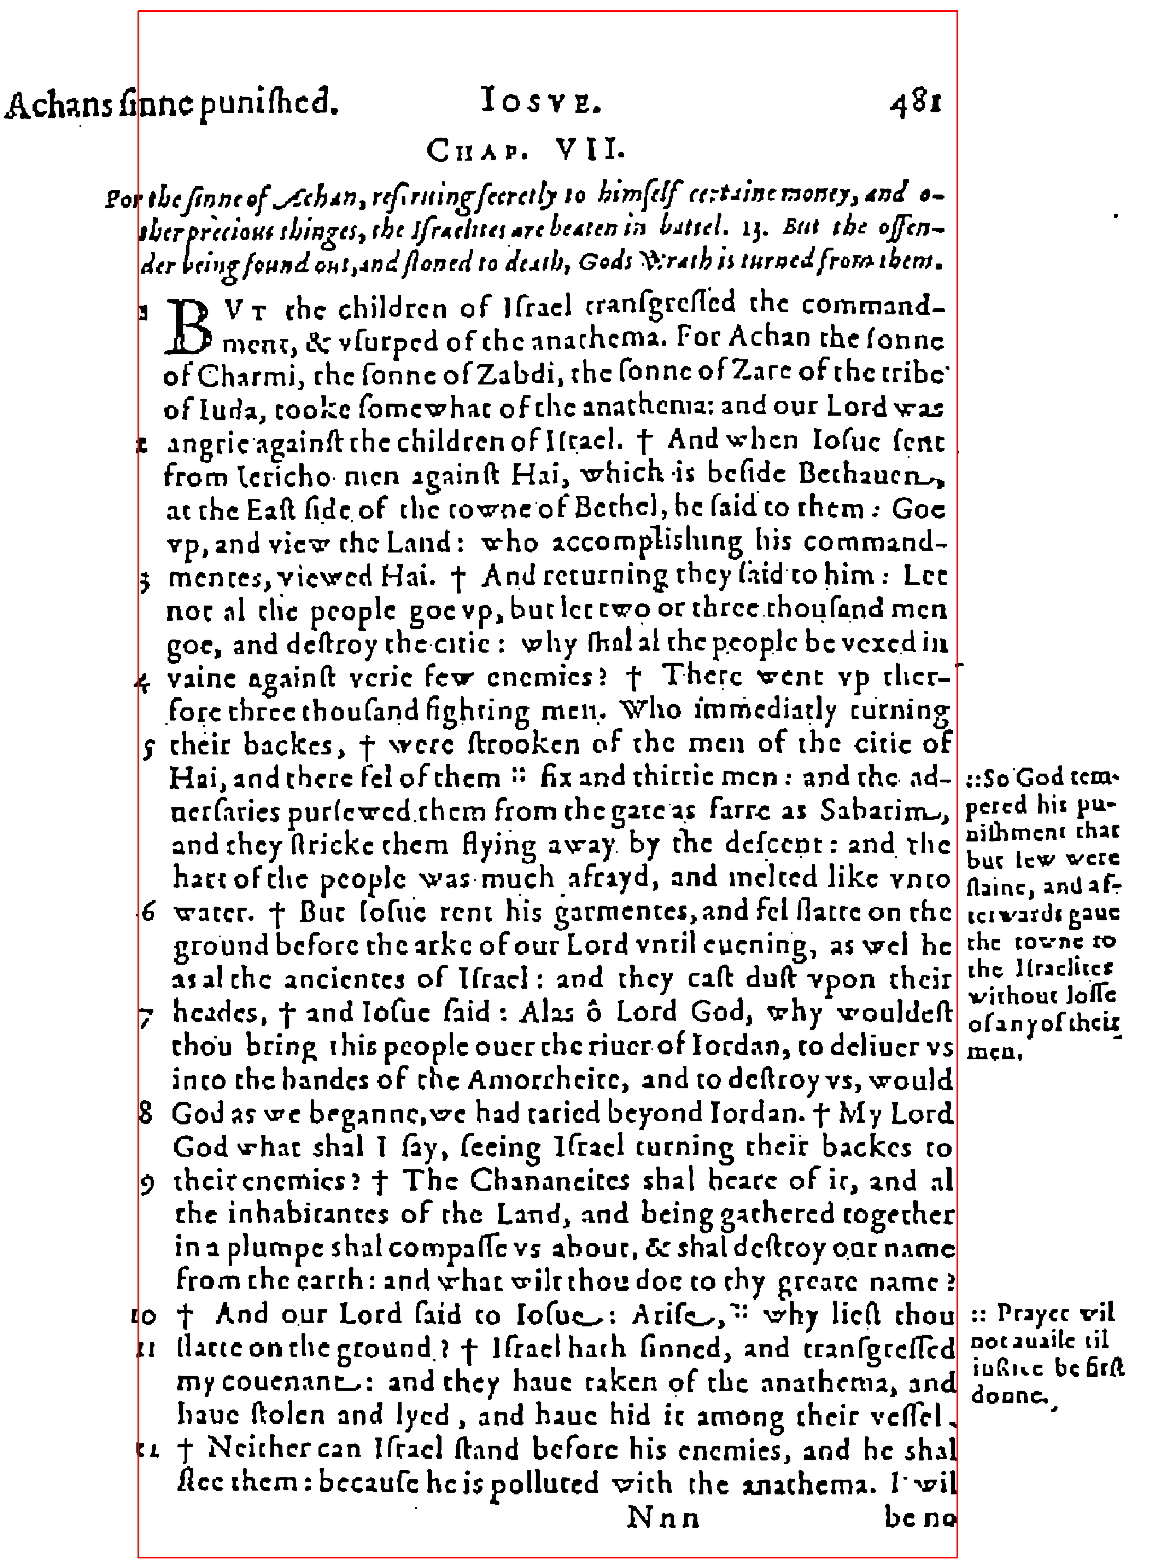 Achans ſinne puniſhed. IOSVE. 481
CHAP. VII.
For the ſinne of Achan, reſeruing ſecretly to himſelf certaine money, and o-
ther precious thinges, the Iſraelites are beaten in battel. 13. But the offen-
der being found out, and ſtoned to death, Gods Wrath is turned from them.
1 BVT the children of Iſrael tranſgreſſed the command-
ment, & vſurped of the anathema. For Achan the ſonne
of Charmi, the ſonne of Zabdi, the ſonne of Zare of the tribe
of Iuda, tooke ſomewhat of the anathema: and our Lord was
2 angrie againſt the children of Iſrael. † And when Ioſue ſent
from Iericho men againſt Hai, which is beſide Bethauen,
at the Eaſt ſide of the towne of Bethel, he ſaid to them: Goe
vp, and view the Land: who accompliſhing his command-
3 mentes, viewed Hai. † And returning they ſaid to him: Let
not al the people goe vp, but let two or three thouſand men
goe, and deſtroy the citie: why ſhal al the people be vexed in
4 vaine againſt verie few enemies? † There went vp ther-
fore three thouſand fighting men. Who immediatly turning
5 their backes, † were ſtrooken of the men of the citie of
Hai, and there fel of them :: ſix and thirtie men: and the ad-
uerſaries purſewed them from the gate as farre as Sabarim,
and they ſtricke them flying away by the deſcent: and the
hart of the people was much afrayd, and melted like vnto
6 water. † But Ioſue rent his garmentes, and fel flatte on the
ground before the arke of our Lord vntil euening, as wel he
as al the ancientes of Iſrael: and they caſt duſt vpon their
7 heades, † and Ioſue ſaid: Alas ô Lord God, why wouldeſt
thou bring this people ouer the riuer of Iordan, to deliuer vs
into the handes of the Amorrheite, and to deſtroy vs, would
8 God as we beganne, we had taried beyond Iordan. † My Lord
God what shal I ſay, ſeeing Iſrael turning their backes to
9 their enemies? † The Chananeites shal heare of it, and al
the inhabitantes of the Land, and being gathered together
in a plumpe shal compaſſe vs about, & shal deſtroy our name
from the earth: and what wilt thou doe to thy greate name?
10 † And our Lord ſaid to Ioſue: Ariſe, :: why lieſt thou
11 flatte on the ground? † Iſrael hath ſinned, and tranſgreſſed
my couenant: and they haue taken of the anathema, and
haue ſtolen and lyed, and haue hid it among their veſſel.
12 † Neither can Iſrael ſtand before his enemies, and he shal
flee them: becauſe he is polluted with the anathema. I wil
Nnn be no
::So God tem-
pered his pu-
niſhment that
but few were
ſlaine, and af-
terwards gaue
the towne to
the Iſraelites
without loſſe
of any of their
men.
:: Prayer wil
not auaile til
iuſtice be firſt
donne.